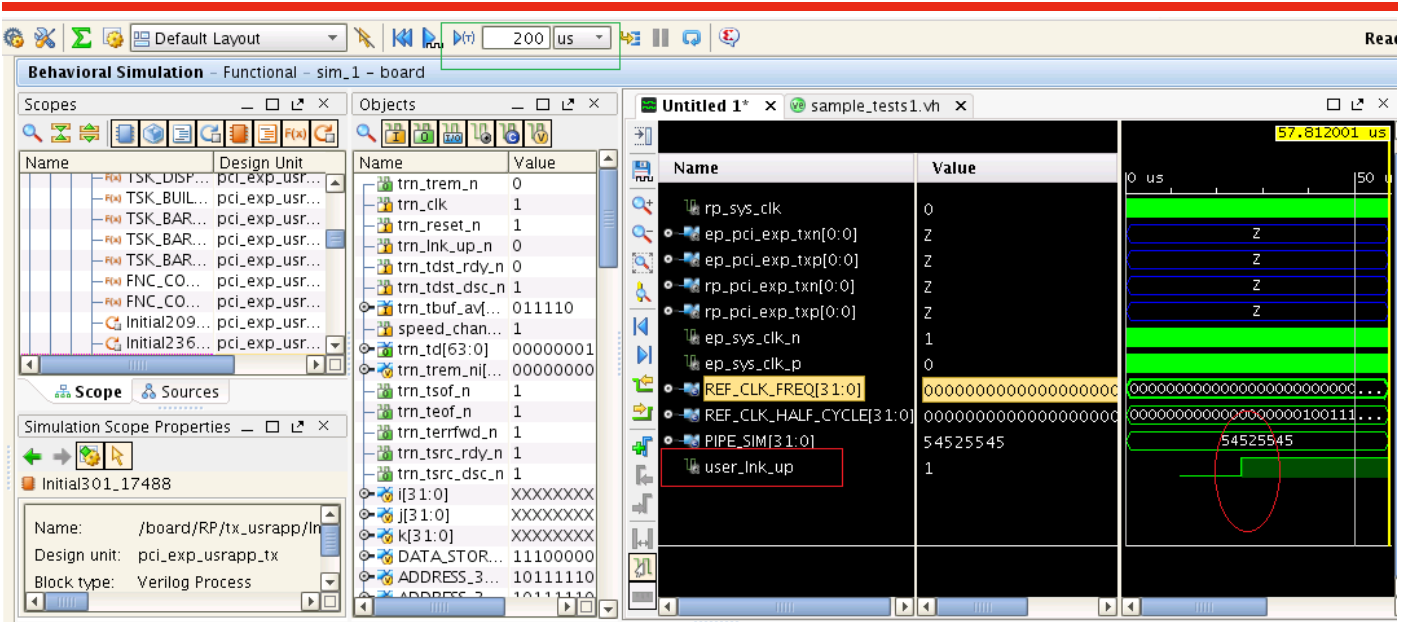 Default Layout
200 us
Read
Behavioral Simulation - Functional - sim_1 - board
Scopes
Name Design Unit
TSK_DISP... pci_exp_usr...
TSK_BUIL... pci_exp_usr...
TSK_BAR... pci_exp_usr...
TSK_BAR... pci_exp_usr...
TSK_BAR... pci_exp_usr...
FNC_CO... pci_exp_usr...
FNC_CO... pci_exp_usr...
Initial209... pci_exp_usr...
Initial236... pci_exp_usr...
Scope Sources
Simulation Scope Properties
Initial301_17488
Name: /board/RP/tx_usrapp/In
Design unit: pci_exp_usrapp_tx
Block type: Verilog Process
Objects
Name Value
trn_trem_n 0
trn_clk 1
trn_reset_n 1
trn_lnk_up_n 0
trn_tdst_rdy_n 0
trn_tdst_dsc_n 1
trn_tbuf_av[... 011110
speed_chan... 1
trn_td[63:0] 00000001
trn_trem_ni[... 00000000
trn_tsof_n 1
trn_teof_n 1
trn_terrfwd_n 1
trn_tsrc_rdy_n 1
trn_tsrc_dsc_n 1
i[31:0] XXXXXXXX
j[31:0] XXXXXXXX
k[31:0] XXXXXXXX
DATA_STOR... 11100000
ADDRESS_3... 10111110
Untitled 1* sample_tests1.vh
57.812001 us
Name Value
0 us 50 u
rp_sys_clk 0
ep_pci_exp_txn[0:0] Z Z
ep_pci_exp_txp[0:0] Z Z
rp_pci_exp_txn[0:0] Z Z
rp_pci_exp_txp[0:0] Z Z
ep_sys_clk_n 1
ep_sys_clk_p 0
REF_CLK_FREQ[31:0] 00000000000000000000 00000000000000000000000000...
REF_CLK_HALF_CYCLE[31:0] 00000000000000000000 00000000000000000000100111...
PIPE_SIM[31:0] 54525545 54525545
user_lnk_up 1